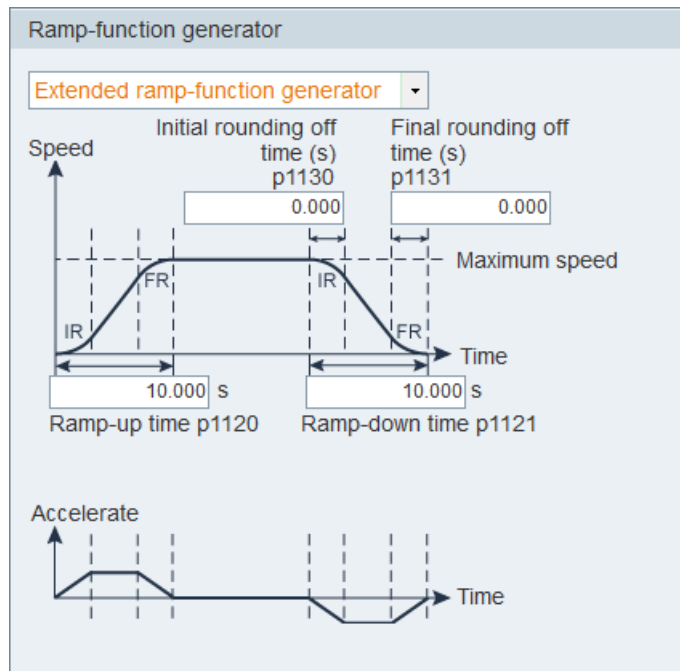 Ramp-function generator
Extended ramp-function generator
Initial rounding off
time (s)
p1130
Final rounding off
time (s)
p1131
Speed
0.000
0.000
Maximum speed
FR
IR
IR
FR
Time
10.000 s
10.000 s
Ramp-up time p1120
Ramp-down time p1121
Accelerate
Time